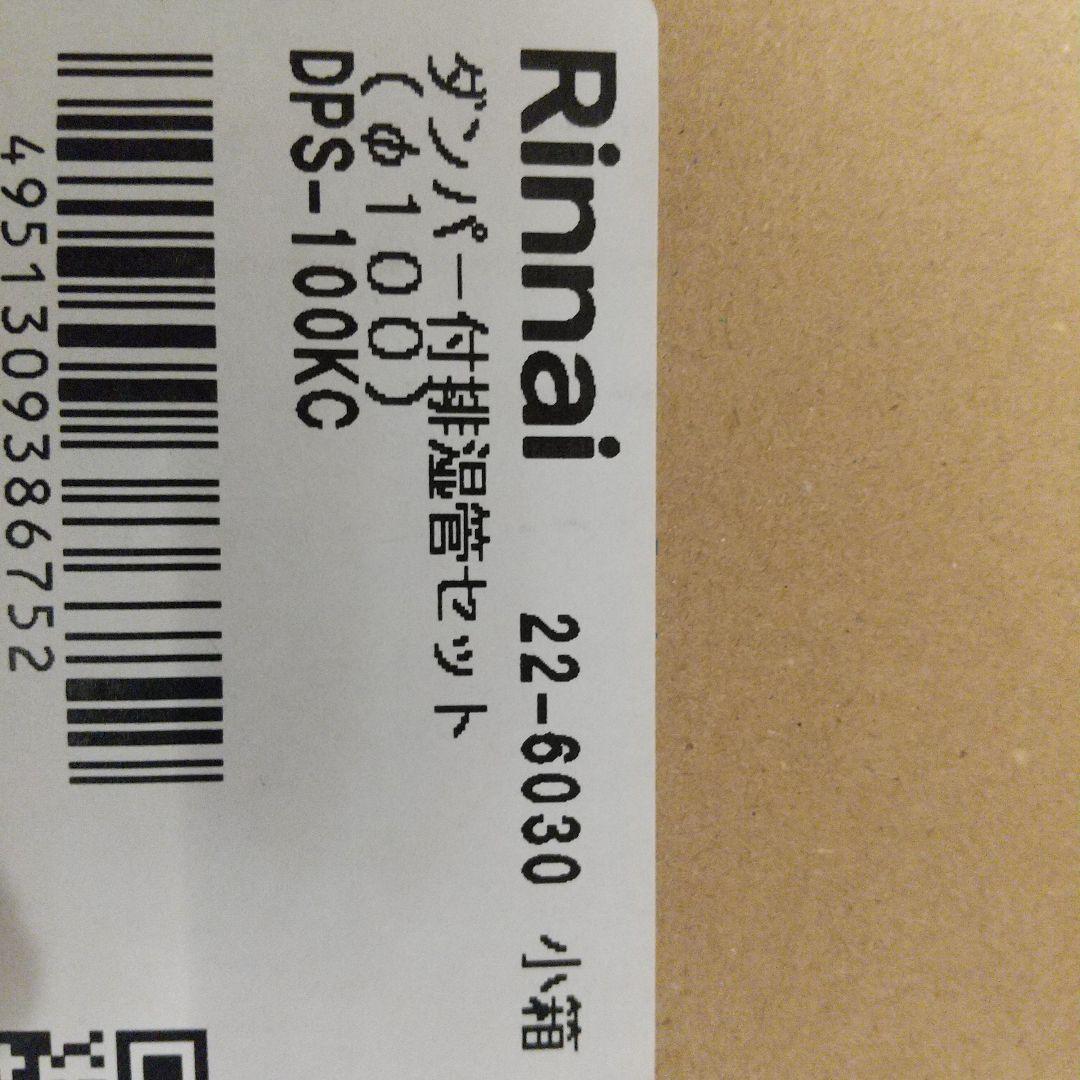 Rinnai 22-6030 小箱
ダンパー付排湿管セット
(φ100)
DPS-100KC
4951309386752